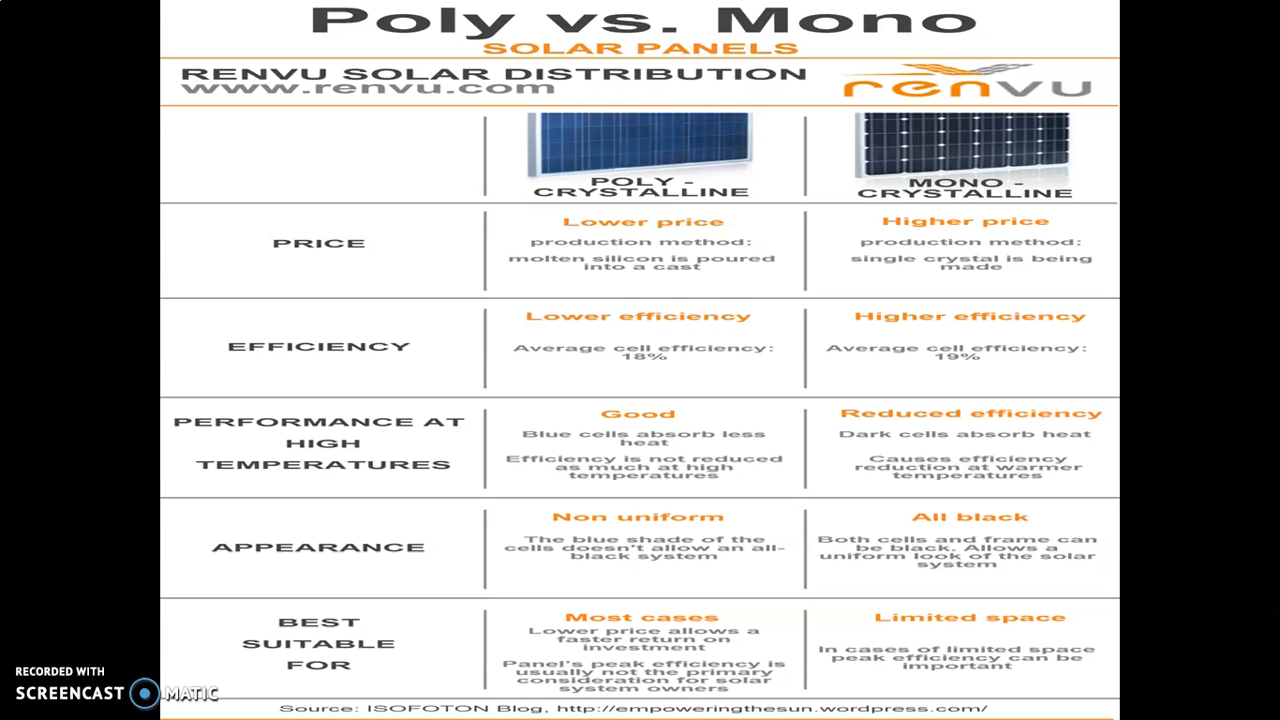 Poly vs. Mono
SOLAR PANELS
RENVU SOLAR DISTRIBUTION
www.renvu.com
renvu
POLY -
CRYSTALLINE
MONO -
CRYSTALLINE
PRICE
Lower price
production method:
molten silicon is poured
into a cast
Higher price
production method:
single crystal is being
made
EFFICIENCY
Lower efficiency
Average cell efficiency:
18%
Higher efficiency
Average cell efficiency:
19%
PERFORMANCE AT
HIGH
TEMPERATURES
Good
Blue cells absorb less
heat
Efficiency is not reduced
as much at high
temperatures
Reduced efficiency
Dark cells absorb heat
Causes efficiency
reduction at warmer
temperatures
APPEARANCE
Non uniform
The blue shade of the
cells doesn't allow an all-
black system
All black
Both cells and frame can
be black. Allows a
uniform look of the solar
system
BEST
SUITABLE
FOR
Most cases
Lower price allows a
faster return on
investment
Panel's peak efficiency is
usually not the primary
consideration for solar
system owners
Limited space
In cases of limited space
peak efficiency can be
important
Source: ISOFOTON Blog, http://empoweringthesun.wordpress.com/
RECORDED WITH
SCREENCAST MATIC